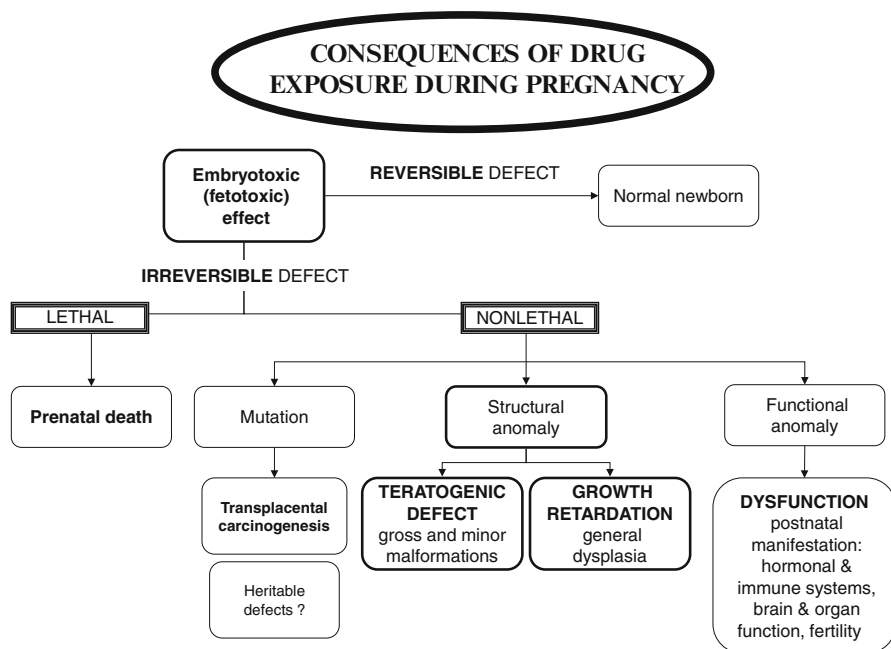 CONSEQUENCES OF DRUG
EXPOSURE DURING PREGNANCY
Embryotoxic
(fetotoxic)
effect
REVERSIBLE DEFECT
Normal newborn
IRREVERSIBLE DEFECT
LETHAL
NONLETHAL
Prenatal death
Mutation
Structural
anomaly
Functional
anomaly
Transplacental
carcinogenesis
Heritable
defects ?
TERATOGENIC
DEFECT
gross and minor
malformations
GROWTH
RETARDATION
general
dysplasia
DYSFUNCTION
postnatal
manifestation:
hormonal &
immune systems,
brain & organ
function, fertility